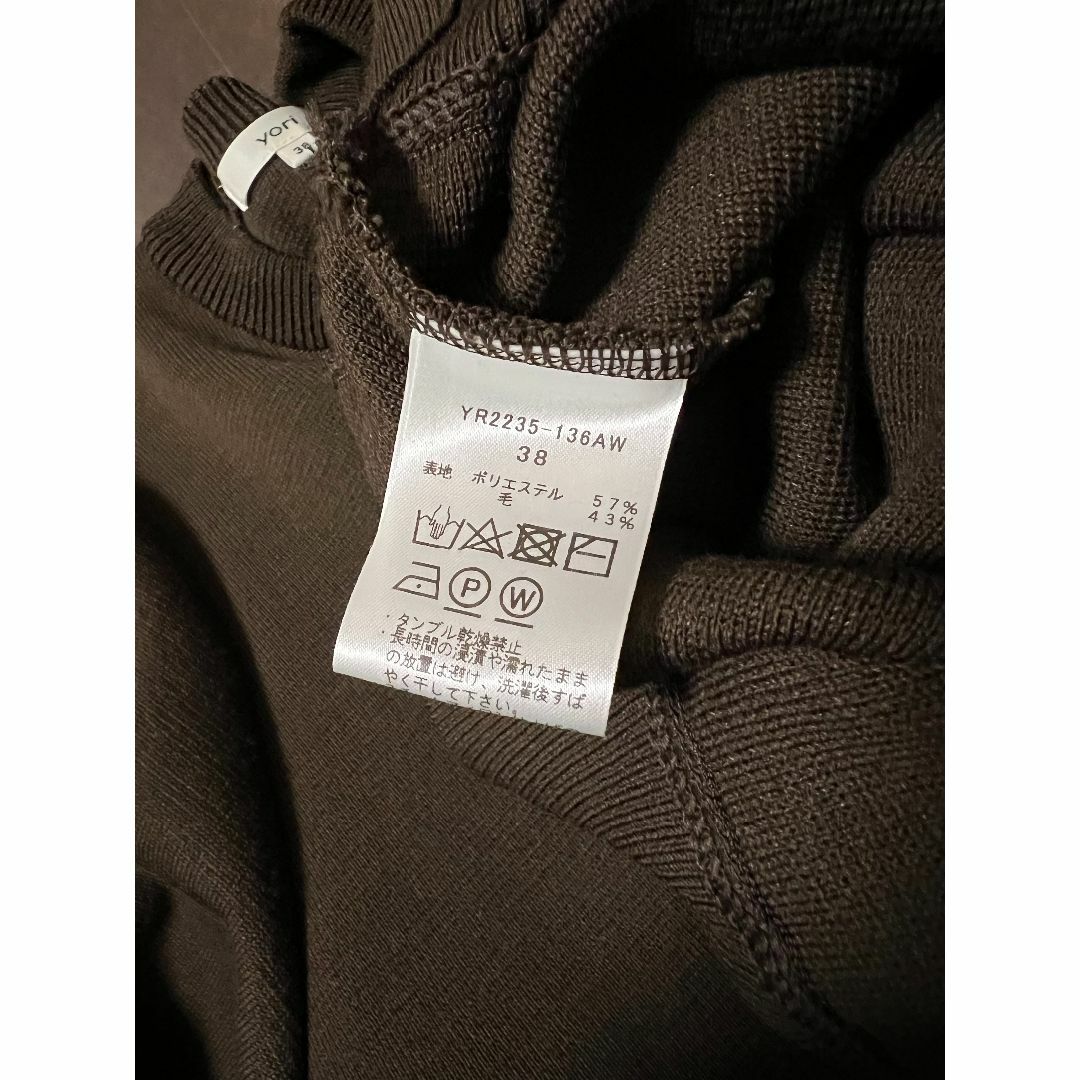 yori
38
YR2235-136AW
38
表地 ポリエステル 57%
毛 43%
P W
・タンブル乾燥禁止
・長時間の浸漬や濡れたまま
の放置は避け、洗濯後すば
やく干して下さい。